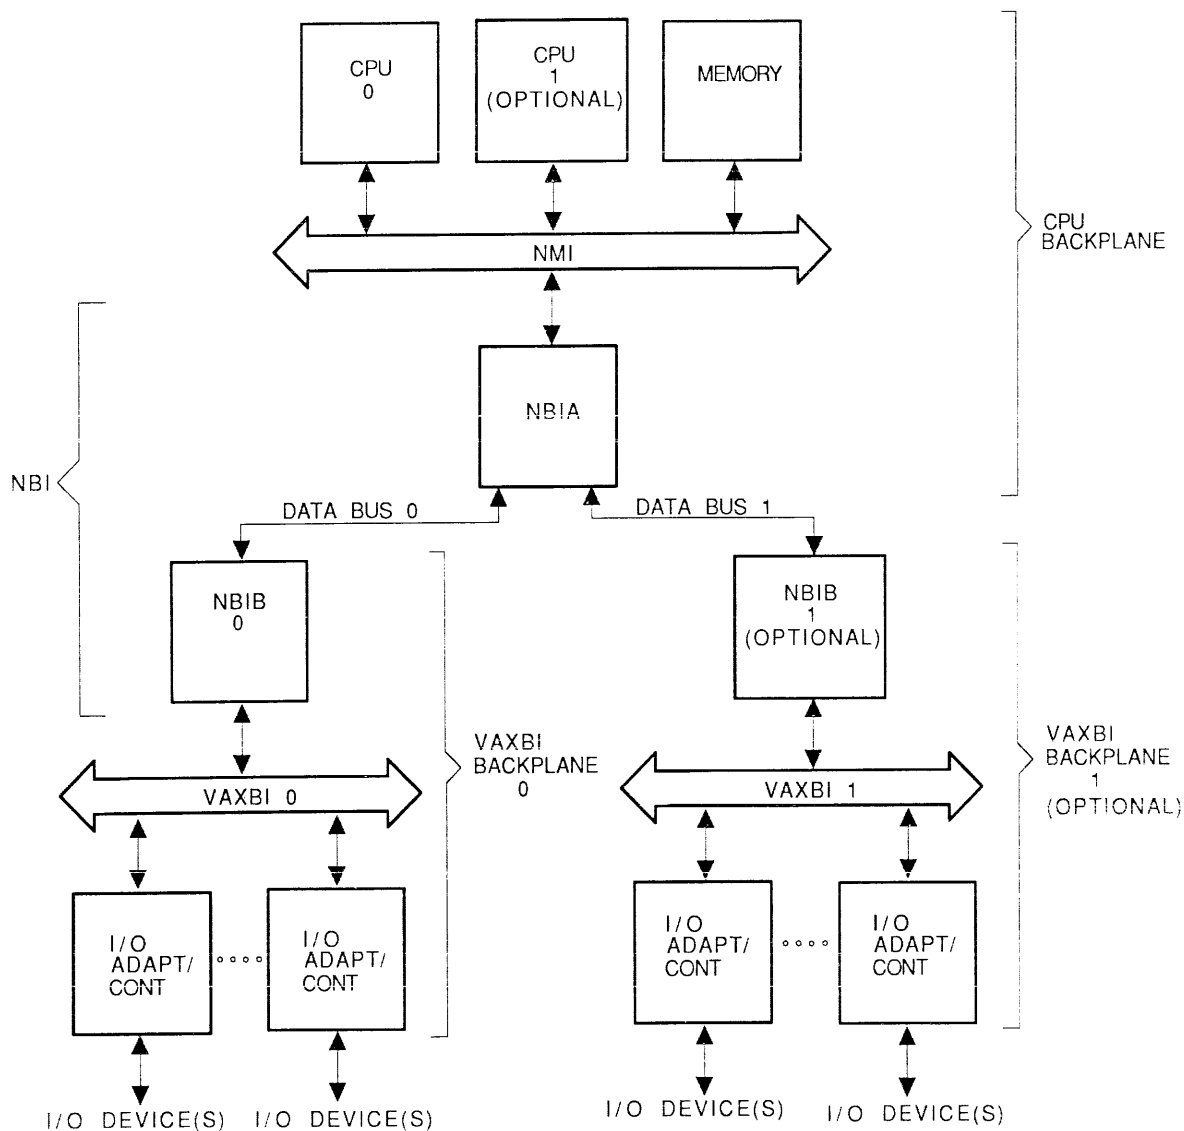 CPU
0
CPU
1
(OPTIONAL)
MEMORY
NMI
CPU
BACKPLANE
NBIA
NBI
DATA BUS 0
DATA BUS 1
NBIB
0
NBIB
1
(OPTIONAL)
VAXBI
BACKPLANE
0
VAXBI
BACKPLANE
1
(OPTIONAL)
VAXBI 0
VAXBI 1
I/O
ADAPT/
CONT
I/O
ADAPT/
CONT
I/O
ADAPT/
CONT
I/O
ADAPT/
CONT
I/O DEVICE(S)
I/O DEVICE(S)
I/O DEVICE(S)
I/O DEVICE(S)